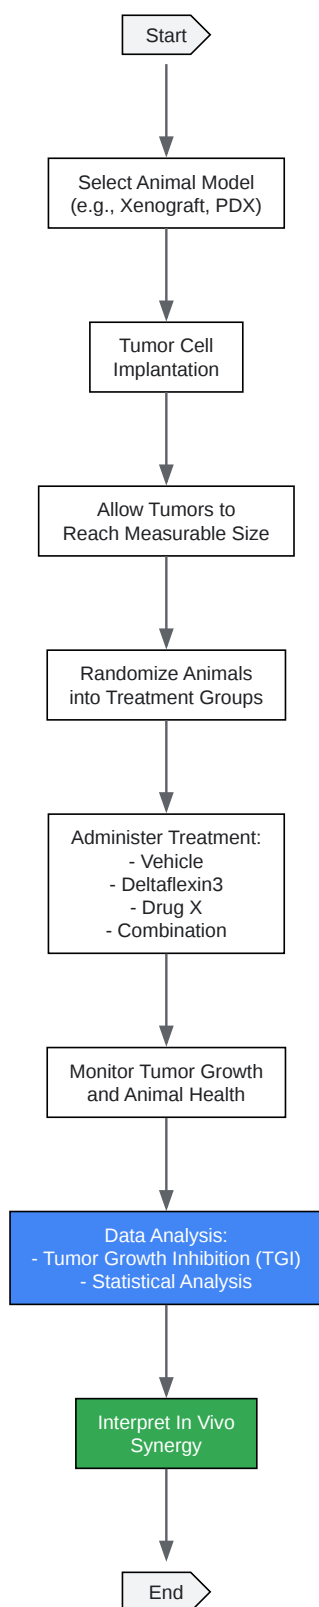 Start
Select Animal Model
(e.g., Xenograft, PDX)
Tumor Cell
Implantation
Allow Tumors to
Reach Measurable Size
Randomize Animals
into Treatment Groups
Administer Treatment:
- Vehicle
- Deltaflexin3
- Drug X
- Combination
Monitor Tumor Growth
and Animal Health
Data Analysis:
- Tumor Growth Inhibition (TGI)
- Statistical Analysis
Interpret In Vivo
Synergy
End